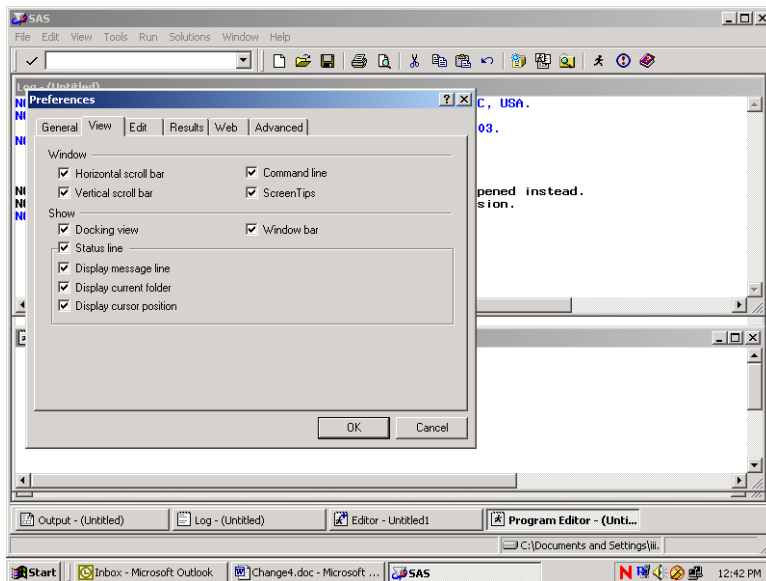 SAS
File Edit View Tools Run Solutions Window Help
Log - (Untitled)
Preferences
C, USA.
03.
General View Edit Results Web Advanced
Window
Horizontal scroll bar Command line
Vertical scroll bar ScreenTips
pened instead.
sion.
Show
Docking view Window bar
Status line
Display message line
Display current folder
Display cursor position
OK Cancel
Output - (Untitled) Log - (Untitled) Editor - Untitled1 Program Editor - (Unti...
C:\Documents and Settings\iii.
Start Inbox - Microsoft Outlook Change4.doc - Microsoft ... SAS 12:42 PM